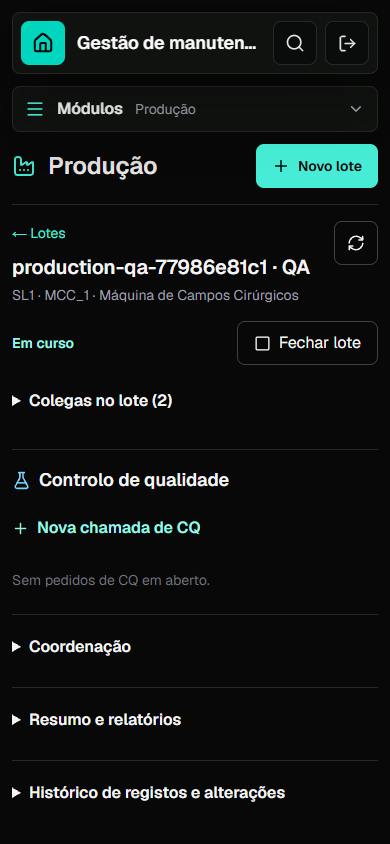 Gestão de manuten...
Módulos Produção
Produção
+ Novo lote
← Lotes
production-qa-77986e81c1 · QA
SL1 · MCC_1 · Máquina de Campos Cirúrgicos
Em curso
Fechar lote
Colegas no lote (2)
Controlo de qualidade
+ Nova chamada de CQ
Sem pedidos de CQ em aberto.
Coordenação
Resumo e relatórios
Histórico de registos e alterações